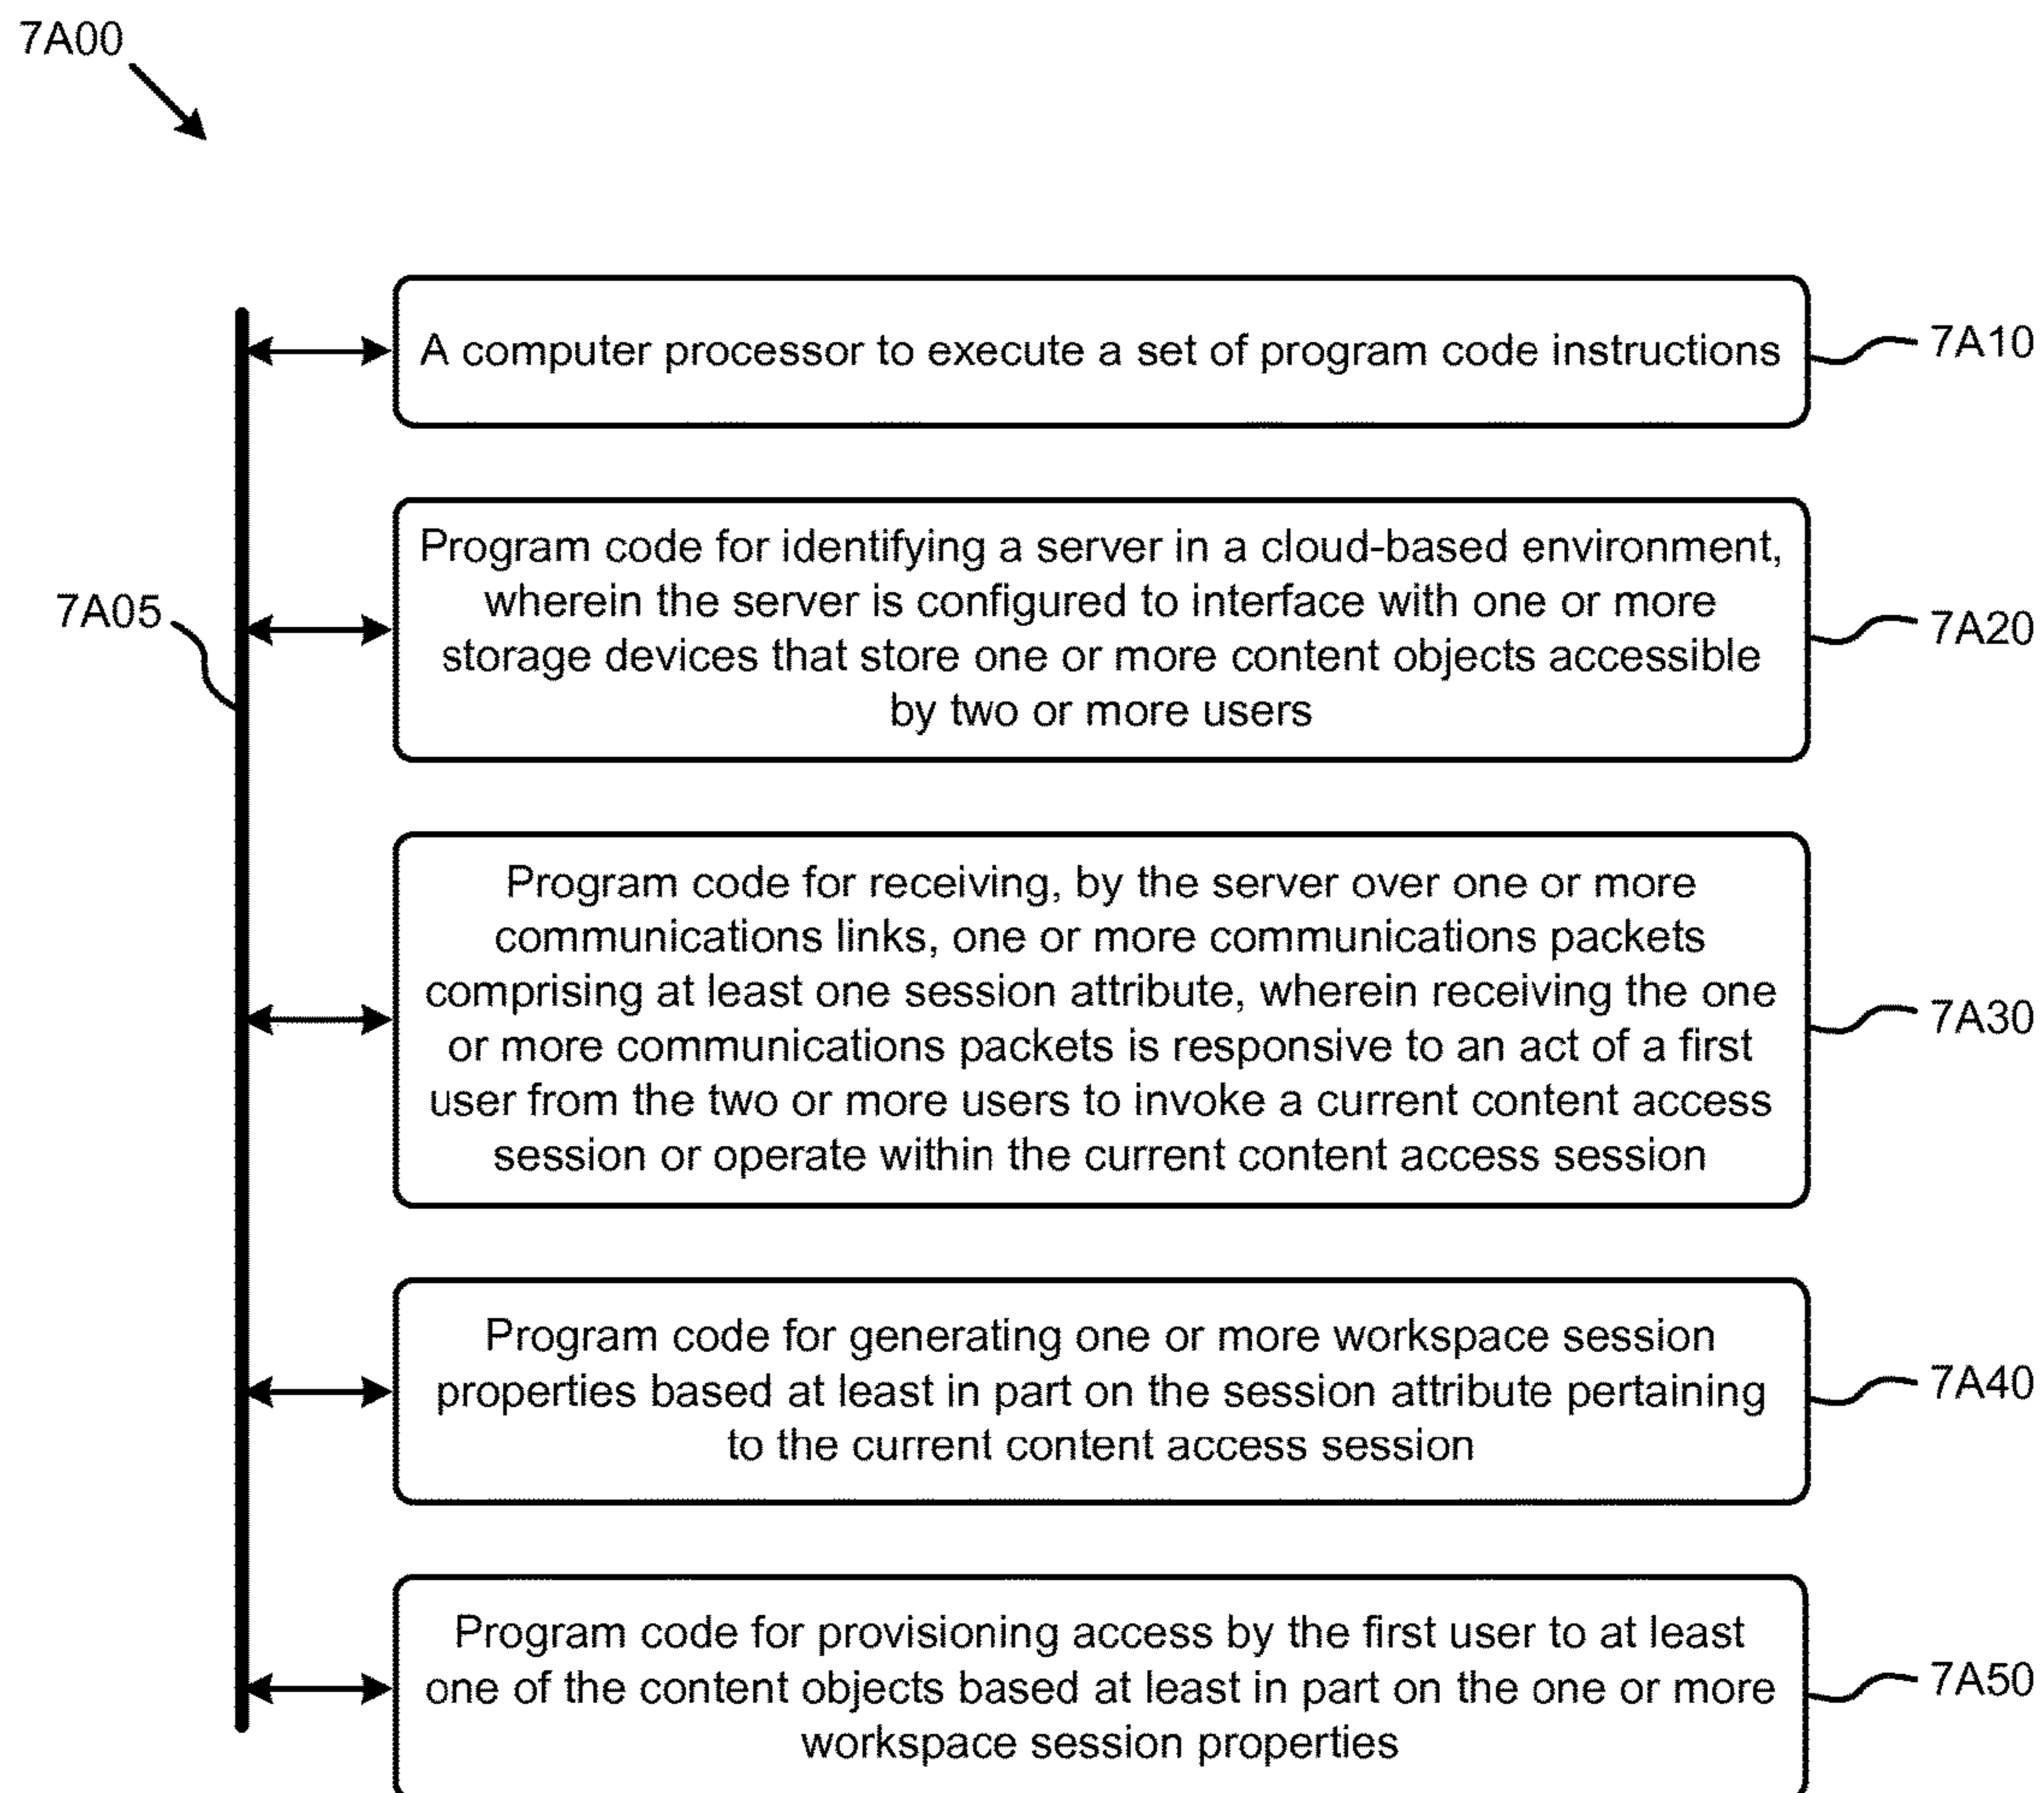 7A00
A computer processor to execute a set of program code instructions
7A10
Program code for identifying a server in a cloud-based environment,
wherein the server is configured to interface with one or more
storage devices that store one or more content objects accessible
by two or more users
7A05
7A20
Program code for receiving, by the server over one or more
communications links, one or more communications packets
comprising at least one session attribute, wherein receiving the one
or more communications packets is responsive to an act of a first
user from the two or more users to invoke a current content access
session or operate within the current content access session
7A30
Program code for generating one or more workspace session
properties based at least in part on the session attribute pertaining
to the current content access session
7A40
Program code for provisioning access by the first user to at least
one of the content objects based at least in part on the one or more
workspace session properties
7A50